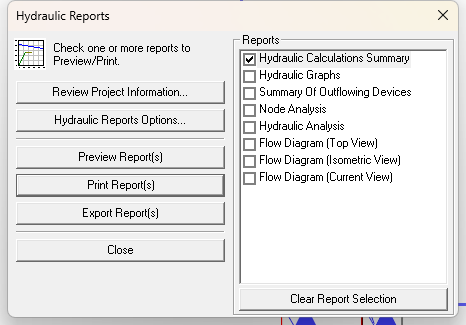 Hydraulic Reports
Check one or more reports to
Preview/Print.
Review Project Information...
Hydraulic Reports Options...
Preview Report(s)
Print Report(s)
Export Report(s)
Close
Reports
Hydraulic Calculations Summary
Hydraulic Graphs
Summary Of Outflowing Devices
Node Analysis
Hydraulic Analysis
Flow Diagram (Top View)
Flow Diagram (Isometric View)
Flow Diagram (Current View)
Clear Report Selection